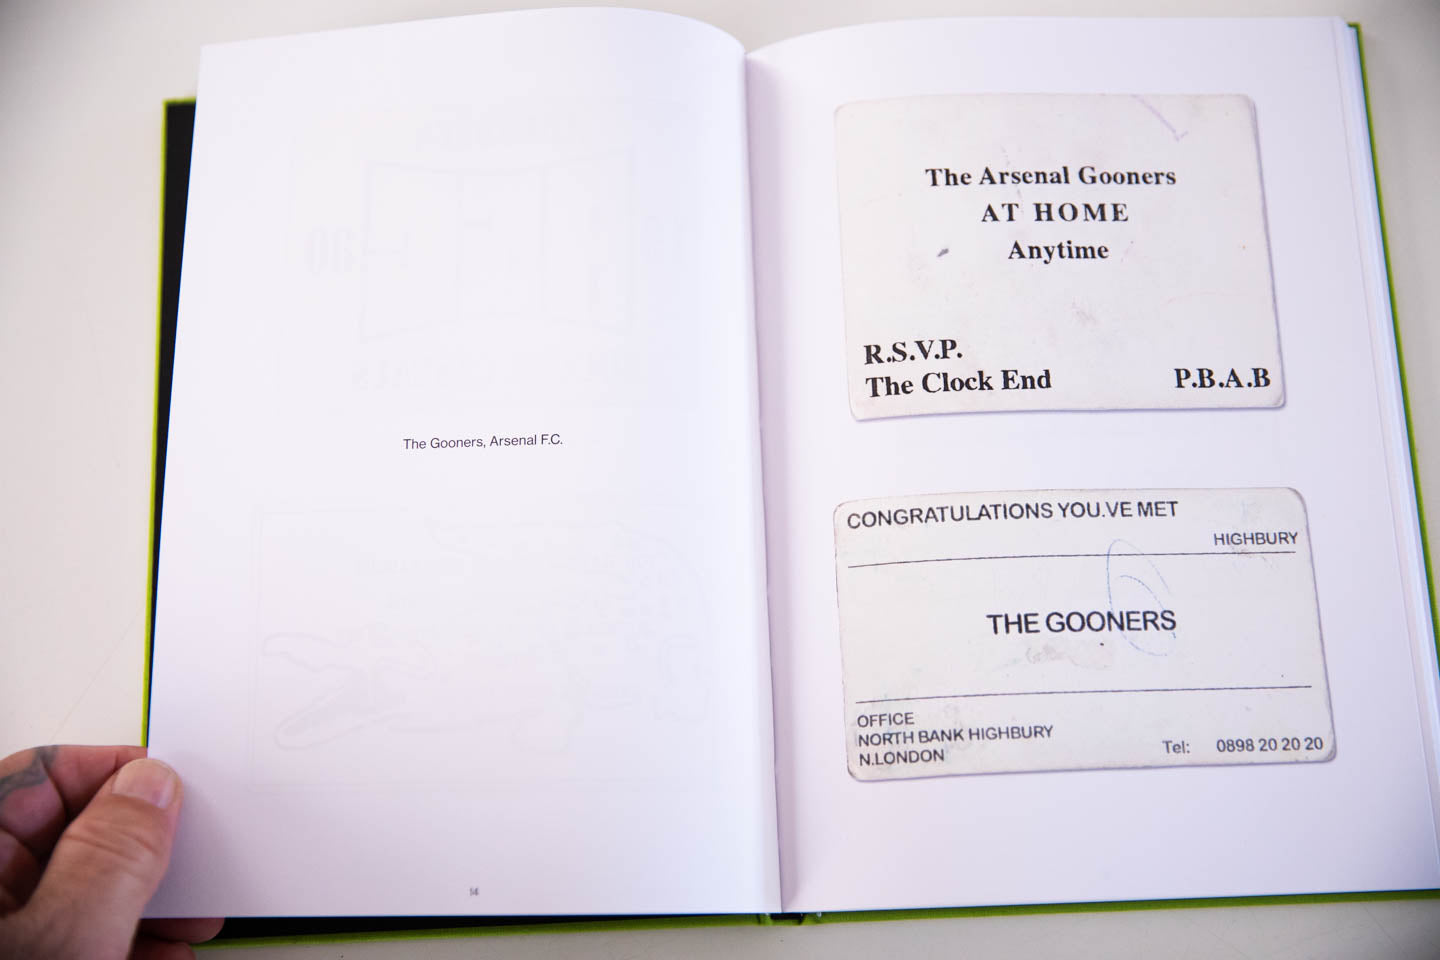 The Gooners, Arsenal F.C.
14
The Arsenal Gooners
AT HOME
Anytime
R.S.V.P.
The Clock End
P.B.A.B
CONGRATULATIONS YOU.VE MET
HIGHBURY
THE GOONERS
OFFICE
NORTH BANK HIGHBURY
N.LONDON
Tel: 0898 20 20 20